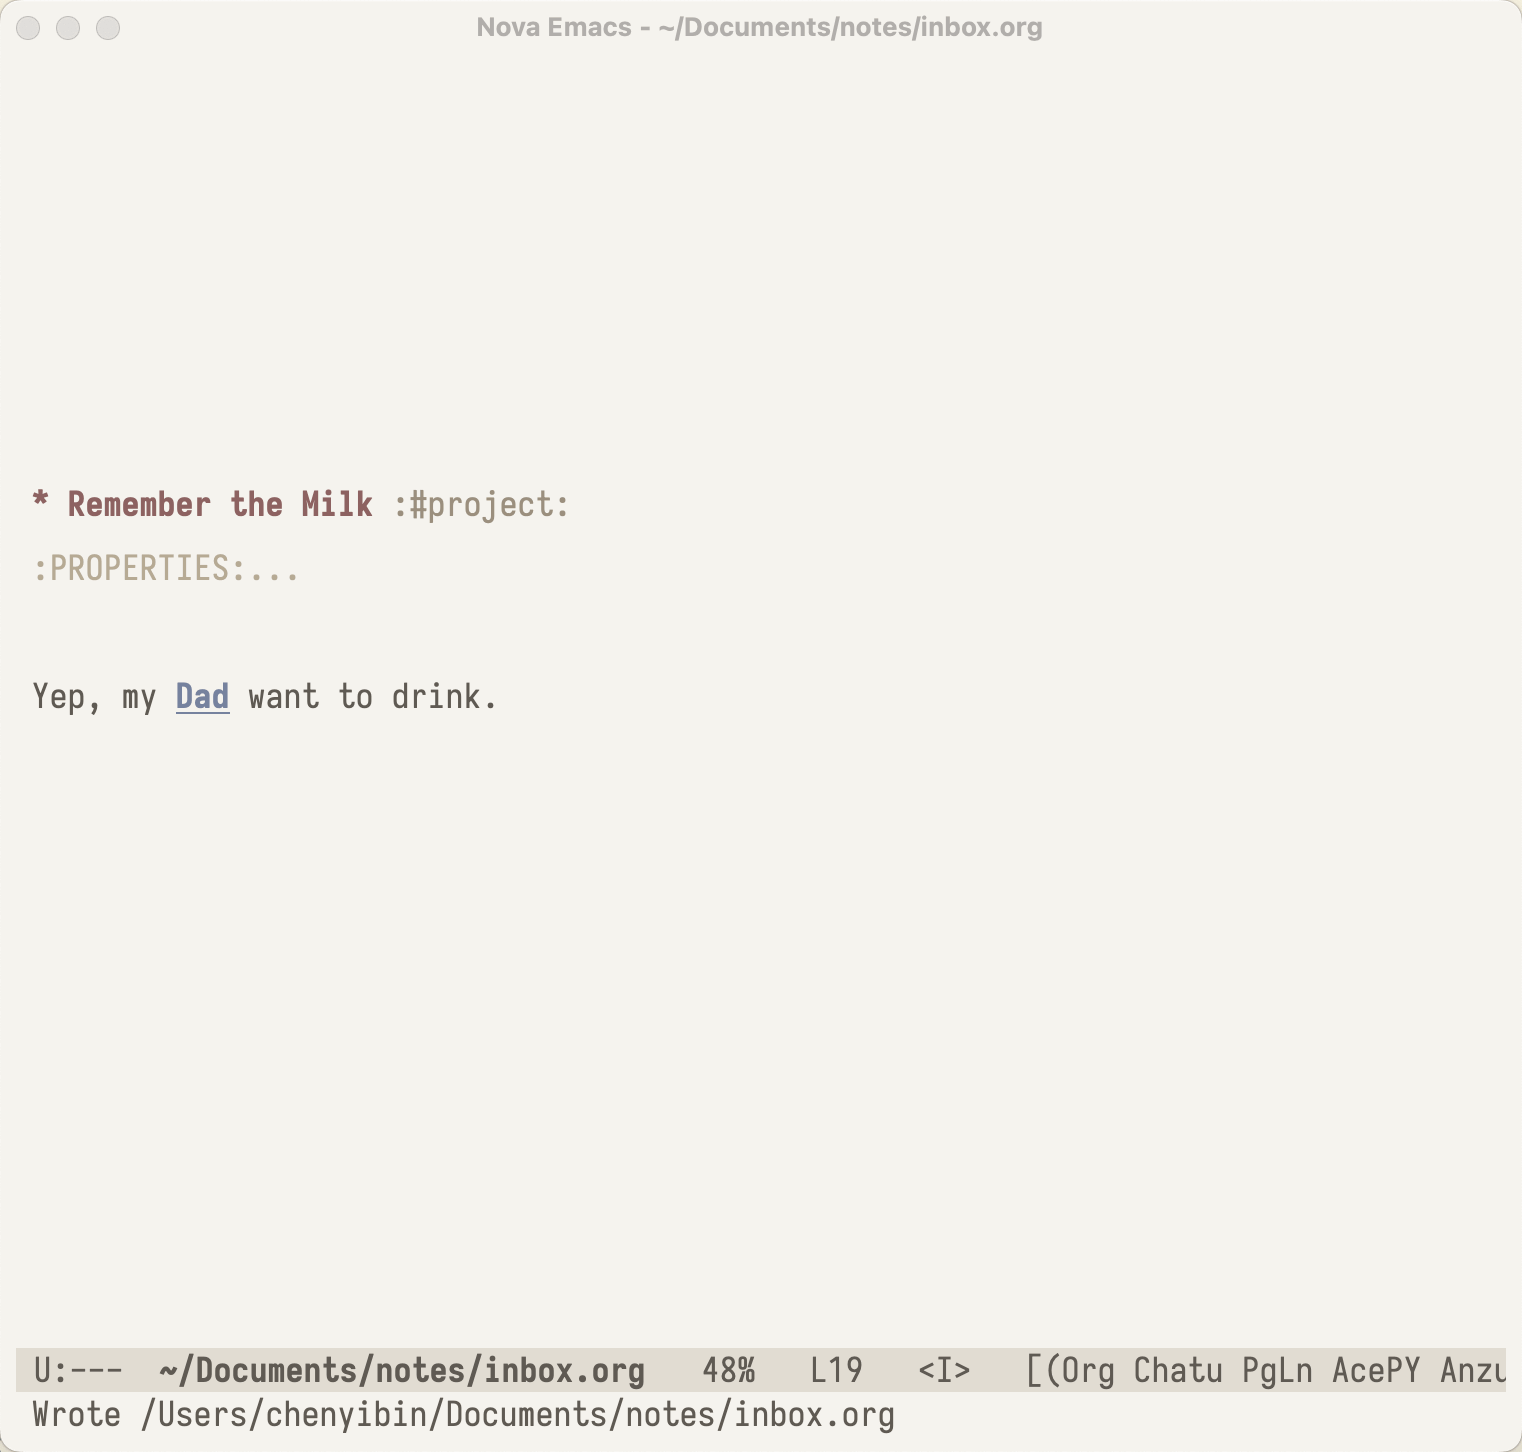 Nova Emacs - ~/Documents/notes/inbox.org
* Remember the Milk :#project:
:PROPERTIES:...
Yep, my Dad want to drink.
U:--- ~/Documents/notes/inbox.org 48% L19 <I> [(Org Chatu PgLn AcePY Anzu
Wrote /Users/chenyibin/Documents/notes/inbox.org